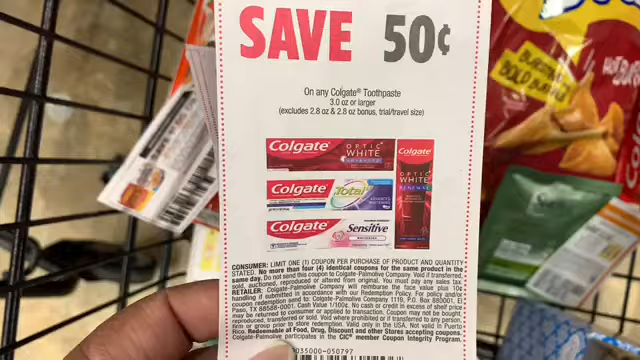 SAVE 50¢
On any Colgate® Toothpaste
3.0 oz or larger
(excludes 2.8 oz & 2.8 oz bonus, trial/travel size)
Colgate
OPTIC
WHITE
Colgate
OPTIC
WHITE
RENEWAL
Colgate Total
ADVANCED
WHITENING
Colgate Sensitive
CONSUMER: LIMIT ONE (1) COUPON PER PURCHASE OF PRODUCT AND QUANTITY
STATED. No more than four (4) identical coupons for the same product in the
same day. Do not send this coupon to Colgate-Palmolive Company. Void if transferred,
sold, auctioned, reproduced or altered from original. You must pay any sales tax.
RETAILER: Colgate-Palmolive Company will reimburse the face value plus 10¢
handling if submitted in accordance with our Redemption Policy. For policy and/or
coupon redemption send to: Colgate-Palmolive Company 1119, P.O. Box 880001, El
Paso, TX 88588-0001. Cash Value 1/100¢. No cash or credit in excess of shelf price
may be returned to consumer or applied to transaction. Coupon may not be bought,
reproduced, transferred or sold. Void where prohibited or if transferred to any person,
firm or group prior to store redemption. Valid only in the USA. Not valid in Puerto
Rico. Redeemable at Food, Drug, Discount and other Stores accepting coupons.
Colgate-Palmolive participates in the CIC® member Coupon Integrity Program.
0035000-050797
BOLD
HOT